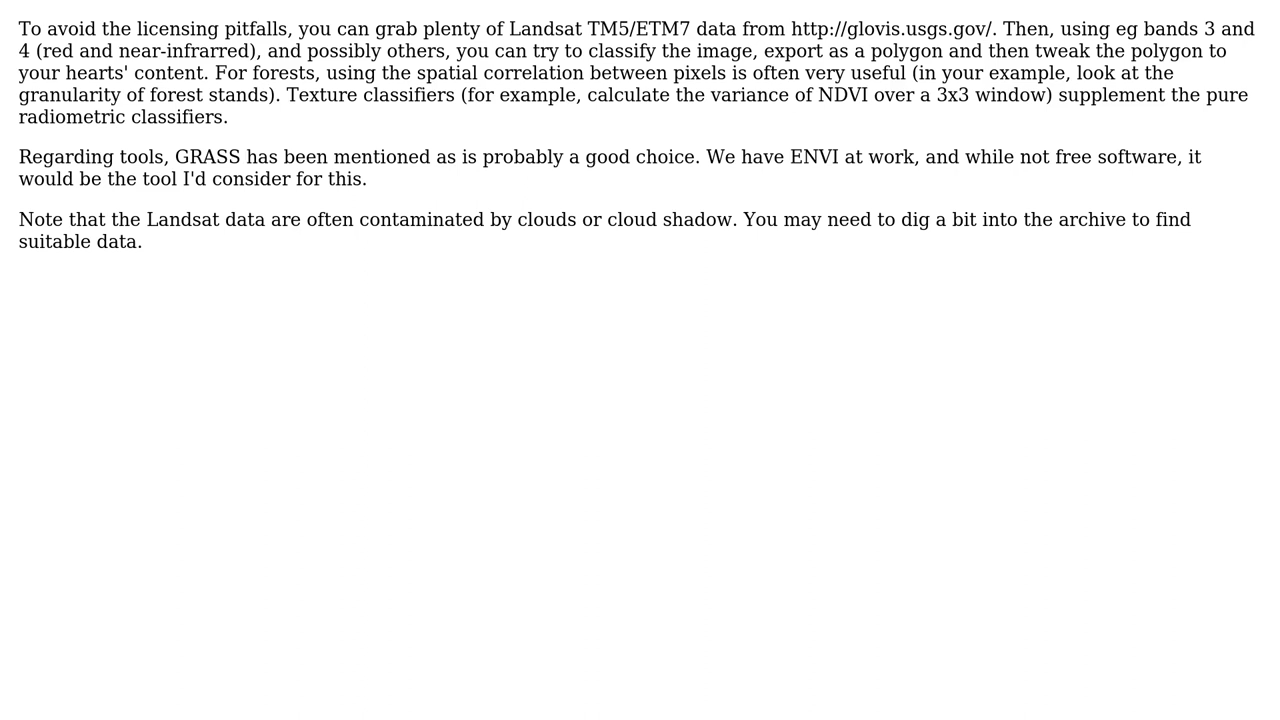 To avoid the licensing pitfalls, you can grab plenty of Landsat TM5/ETM7 data from http://glovis.usgs.gov/. Then, using eg bands 3 and
4 (red and near-infrarred), and possibly others, you can try to classify the image, export as a polygon and then tweak the polygon to
your hearts' content. For forests, using the spatial correlation between pixels is often very useful (in your example, look at the
granularity of forest stands). Texture classifiers (for example, calculate the variance of NDVI over a 3x3 window) supplement the pure
radiometric classifiers.
Regarding tools, GRASS has been mentioned as is probably a good choice. We have ENVI at work, and while not free software, it
would be the tool I'd consider for this.
Note that the Landsat data are often contaminated by clouds or cloud shadow. You may need to dig a bit into the archive to find
suitable data.